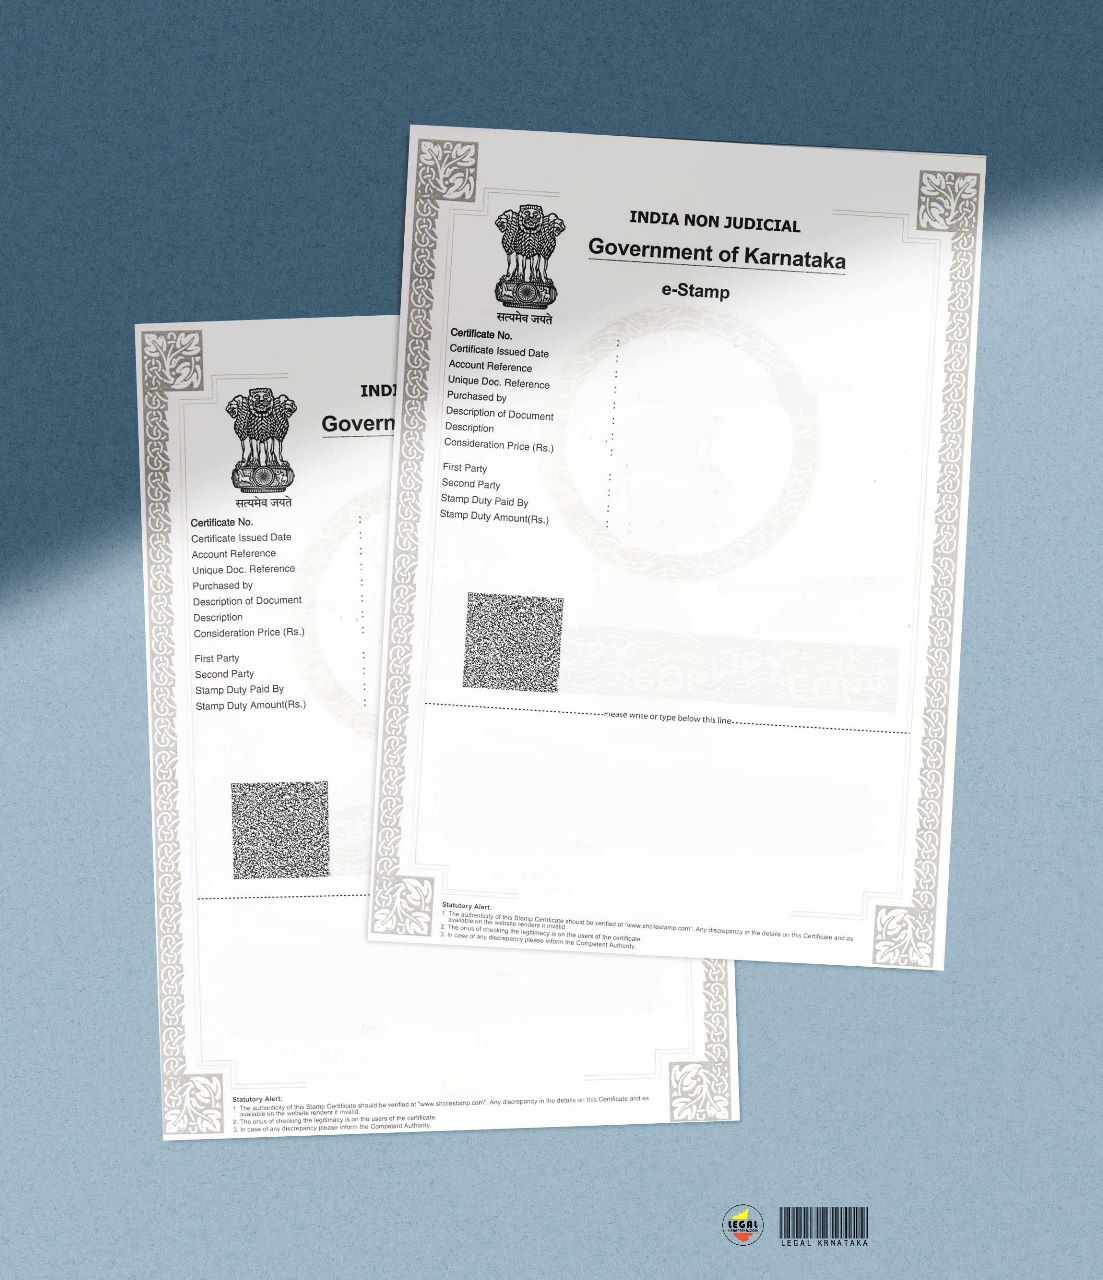 INDIA NON JUDICIAL
Government of Karnataka
e-Stamp
सत्यमेव जयते
Certificate No. :
Certificate Issued Date :
Account Reference :
Unique Doc. Reference :
Purchased by :
Description of Document :
Description :
Consideration Price (Rs.) :
First Party :
Second Party :
Stamp Duty Paid By :
Stamp Duty Amount(Rs.) :
Please write or type below this line
Statutory Alert:
1. The authenticity of this Stamp Certificate should be verified at "www.shcilestamp.com". Any discrepancy in the details on this Certificate and as
available on the website renders it invalid.
2. The onus of checking the legitimacy is on the users of the certificate.
3. In case of any discrepancy please inform the Competent Authority.
INDI
Govern
सत्यमेव जयते
Certificate No. :
Certificate Issued Date :
Account Reference :
Unique Doc. Reference :
Purchased by :
Description of Document :
Description :
Consideration Price (Rs.) :
First Party :
Second Party :
Stamp Duty Paid By :
Stamp Duty Amount(Rs.) :
Statutory Alert:
1. The authenticity of this Stamp Certificate should be verified at "www.shcilestamp.com". Any discrepancy in the details on this Certificate and as
available on the website renders it invalid.
2. The onus of checking the legitimacy is on the users of the certificate.
3. In case of any discrepancy please inform the Competent Authority.
LEGAL
LEGAL KRNATAKA